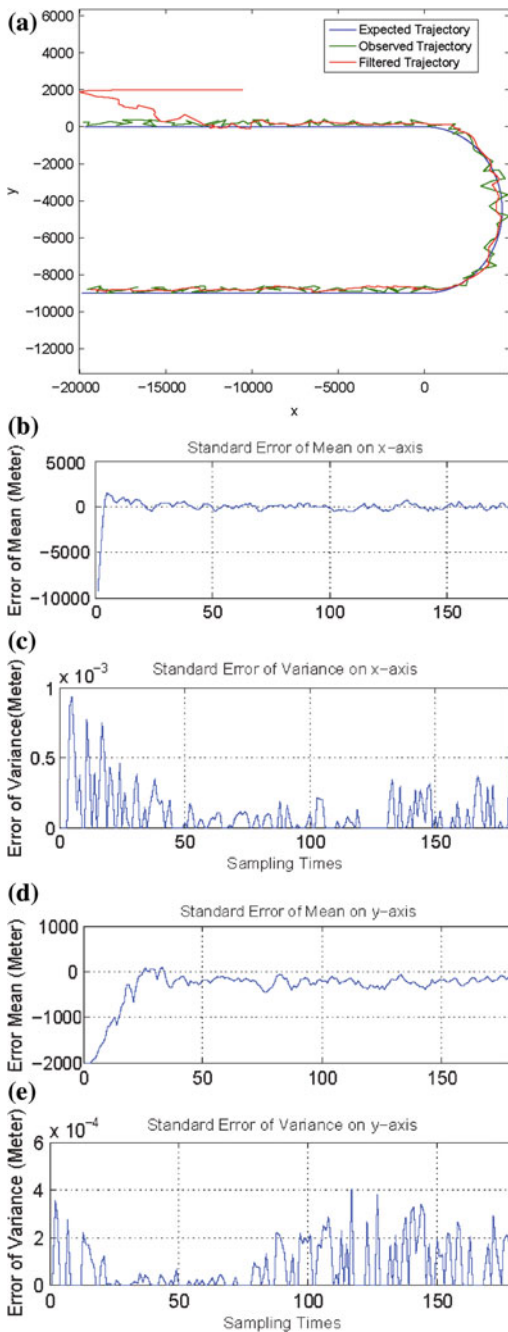 (a)
6000
4000
2000
0
-2000
-4000
-6000
-8000
-10000
-12000
y
Expected Trajectory
Observed Trajectory
Filtered Trajectory
-20000 -15000 -10000 -5000 0
x
(b)
Standard Error of Mean on x-axis
Error of Mean (Meter)
5000
0
-5000
-10000
50 100 150
(c)
Standard Error of Variance on x-axis
x 10⁻³
Error of Variance(Meter)
1
0.5
0
0 50 100 150
Sampling Times
(d)
Standard Error of Mean on y-axis
Error Mean (Meter)
1000
0
-1000
-2000
0 50 100 150
(e)
Standard Error of Variance on y-axis
x 10⁻⁴
Error of Variance (Meter)
6
4
2
0
0 50 100 150
Sampling Times